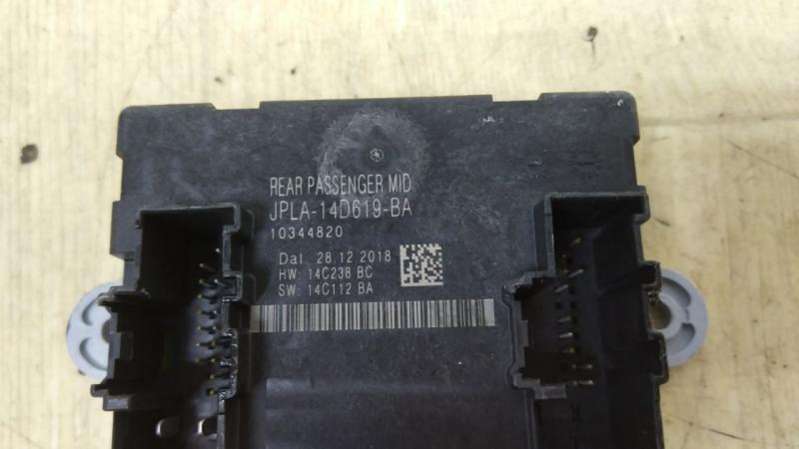 REAR PASSENGER MID
JPLA-14D619-BA
10344820
Dat. 28.12.2018
HW: 14C238 BC
SW: 14C112 BA